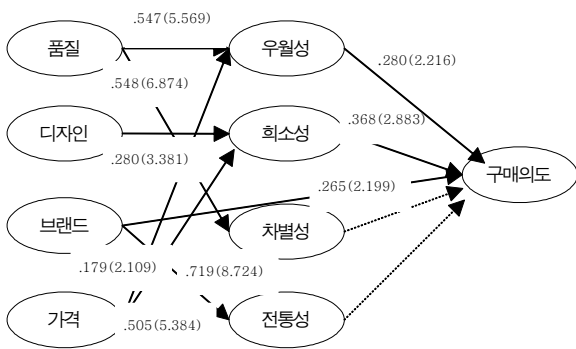 .547(5.569)
품질
우월성
.280(2.216)
.548(6.874)
디자인
희소성
.368(2.883)
.280(3.381)
구매의도
.265(2.199)
브랜드
차별성
.179(2.109)
.719(8.724)
가격
.505(5.384)
전통성